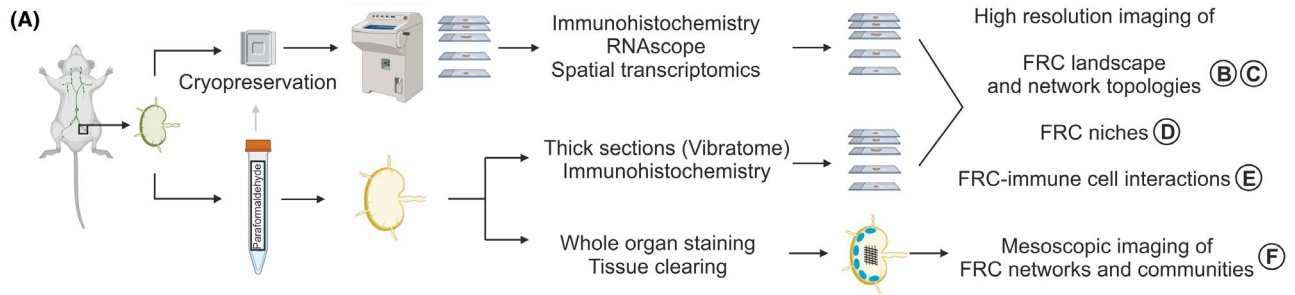 (A)
Cryopreservation
Immunohistochemistry
RNAscope
Spatial transcriptomics
High resolution imaging of
FRC landscape
and network topologies B C
FRC niches D
FRC-immune cell interactions E
Paraformaldehyde
Thick sections (Vibratome)
Immunohistochemistry
Whole organ staining
Tissue clearing
Mesoscopic imaging of
FRC networks and communities F